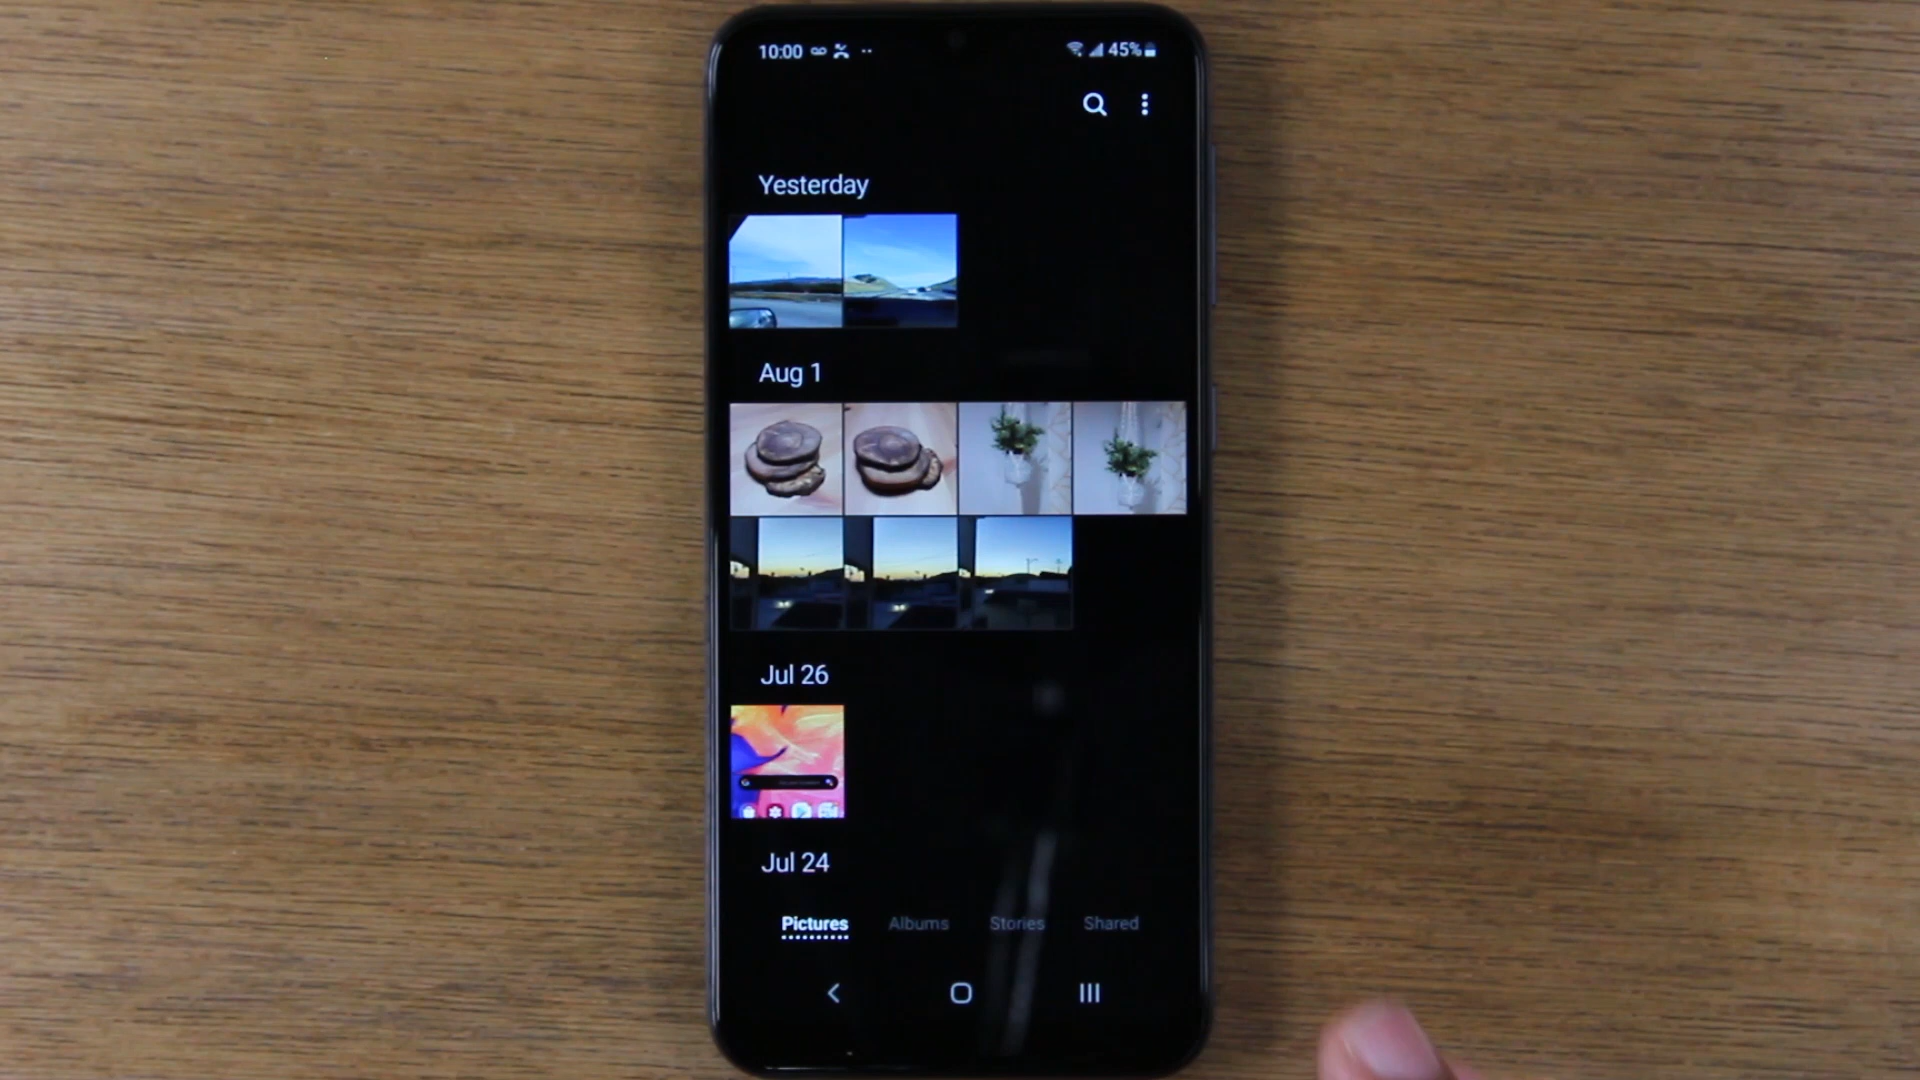 10:00
45%
Yesterday
Aug 1
Jul 26
Jul 24
Pictures Albums Stories Shared